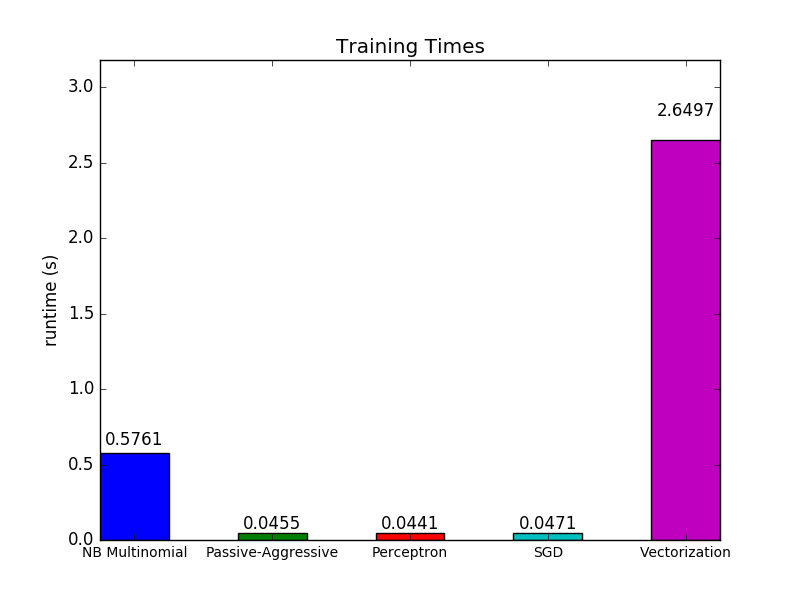 Training Times
3.0
2.5
2.0
1.5
1.0
0.5
0.0
runtime (s)
0.5761
0.0455
0.0441
0.0471
2.6497
NB Multinomial
Passive-Aggressive
Perceptron
SGD
Vectorization